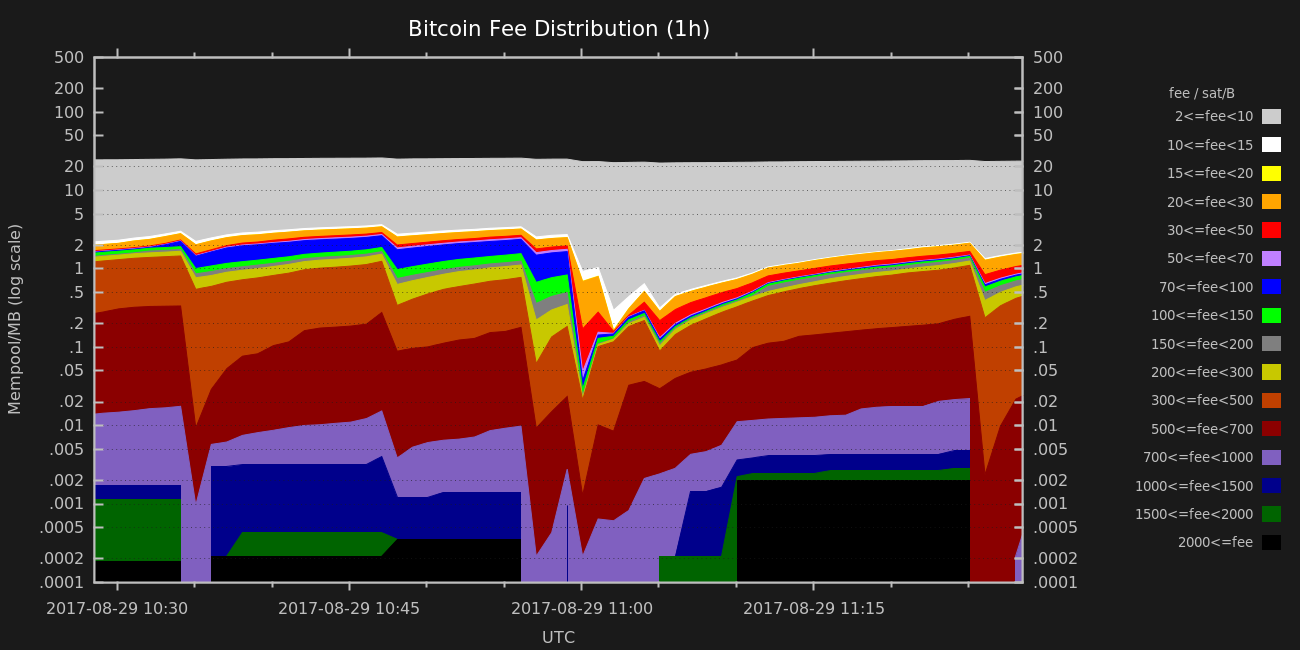 Bitcoin Fee Distribution (1h)
Mempool/MB (log scale)
500
200
100
50
20
10
5
2
1
.5
.2
.1
.05
.02
.01
.005
.002
.001
.0005
.0002
.0001
500
200
100
50
20
10
5
2
1
.5
.2
.1
.05
.02
.01
.005
.002
.001
.0005
.0002
.0001
2017-08-29 10:30
2017-08-29 10:45
2017-08-29 11:00
2017-08-29 11:15
UTC
fee / sat/B
2<=fee<10
10<=fee<15
15<=fee<20
20<=fee<30
30<=fee<50
50<=fee<70
70<=fee<100
100<=fee<150
150<=fee<200
200<=fee<300
300<=fee<500
500<=fee<700
700<=fee<1000
1000<=fee<1500
1500<=fee<2000
2000<=fee